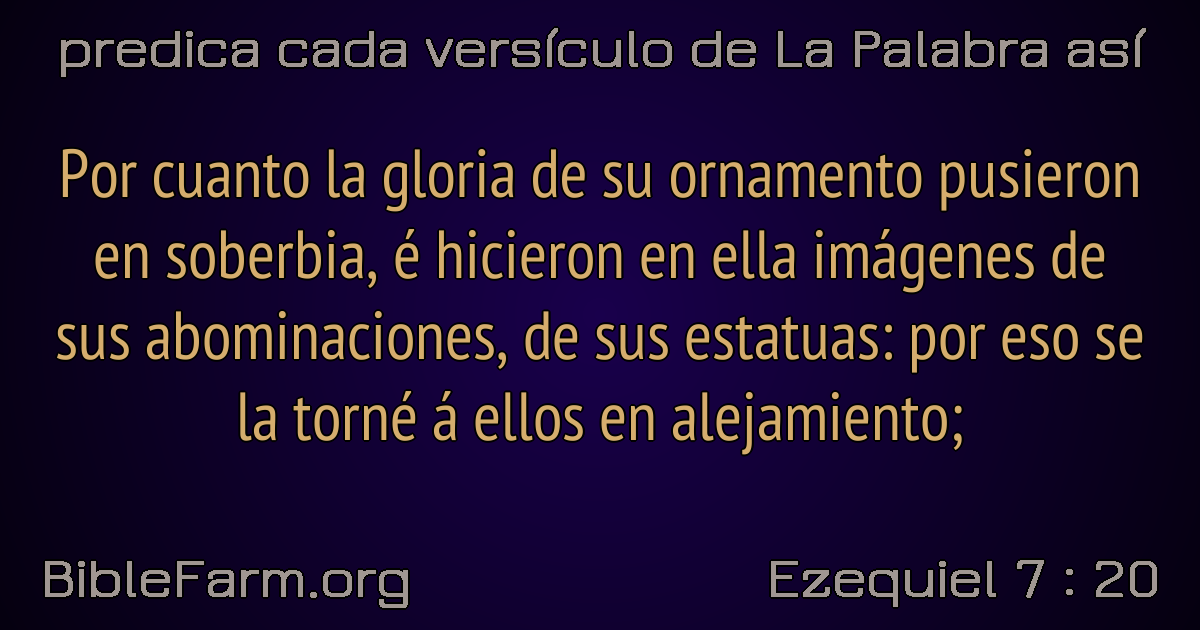 predica cada versículo de La Palabra así
Por cuanto la gloria de su ornamento pusieron
en soberbia, é hicieron en ella imágenes de
sus abominaciones, de sus estatuas: por eso se
la torné á ellos en alejamiento;
BibleFarm.org
Ezequiel 7 : 20